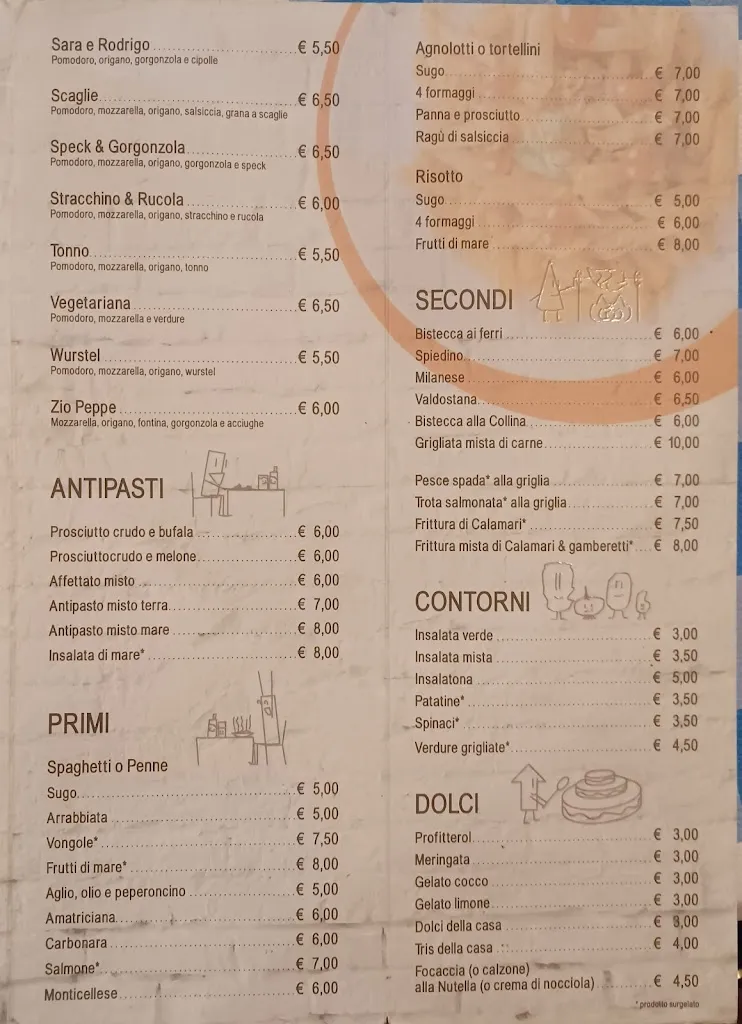 Sara e Rodrigo € 5,50
Pomodoro, origano, gorgonzola e cipolle
Scaglie € 6,50
Pomodoro, mozzarella, origano, salsiccia, grana a scaglie
Speck & Gorgonzola € 6,50
Pomodoro, mozzarella, origano, gorgonzola e speck
Stracchino & Rucola € 6,00
Pomodoro, mozzarella, origano, stracchino e rucola
Tonno € 5,50
Pomodoro, mozzarella, origano, tonno
Vegetariana € 6,50
Pomodoro, mozzarella e verdure
Wurstel € 5,50
Pomodoro, mozzarella, origano, wurstel
Zio Peppe € 6,00
Mozzarella, origano, fontina, gorgonzola e acciughe
ANTIPASTI
Prosciutto crudo e bufala € 6,00
Prosciuttocrudo e melone € 6,00
Affettato misto € 6,00
Antipasto misto terra € 7,00
Antipasto misto mare € 8,00
Insalata di mare* € 8,00
PRIMI
Spaghetti o Penne
Sugo € 5,00
Arrabbiata € 5,00
Vongole* € 7,50
Frutti di mare* € 8,00
Aglio, olio e peperoncino € 5,00
Amatriciana € 6,00
Carbonara € 6,00
Salmone* € 7,00
Monticellese € 6,00
Agnolotti o tortellini
Sugo € 7,00
4 formaggi € 7,00
Panna e prosciutto € 7,00
Ragù di salsiccia € 7,00
Risotto
Sugo € 5,00
4 formaggi € 6,00
Frutti di mare € 8,00
SECONDI
Bistecca ai ferri € 6,00
Spiedino € 7,00
Milanese € 6,00
Valdostana € 6,50
Bistecca alla Collina € 6,00
Grigliata mista di carne € 10,00
Pesce spada* alla griglia € 7,00
Trota salmonata* alla griglia € 7,00
Frittura di Calamari* € 7,50
Frittura mista di Calamari & gamberetti* € 8,00
CONTORNI
Insalata verde € 3,00
Insalata mista € 3,50
Insalatona € 5,00
Patatine* € 3,50
Spinaci* € 3,50
Verdure grigliate* € 4,50
DOLCI
Profitterol € 3,00
Meringata € 3,00
Gelato cocco € 3,00
Gelato limone € 3,00
Dolci della casa €
Tris della casa € 4,00
Focaccia (o calzone)
alla Nutella (o crema di nocciola) € 4,50
* prodotto surgelato